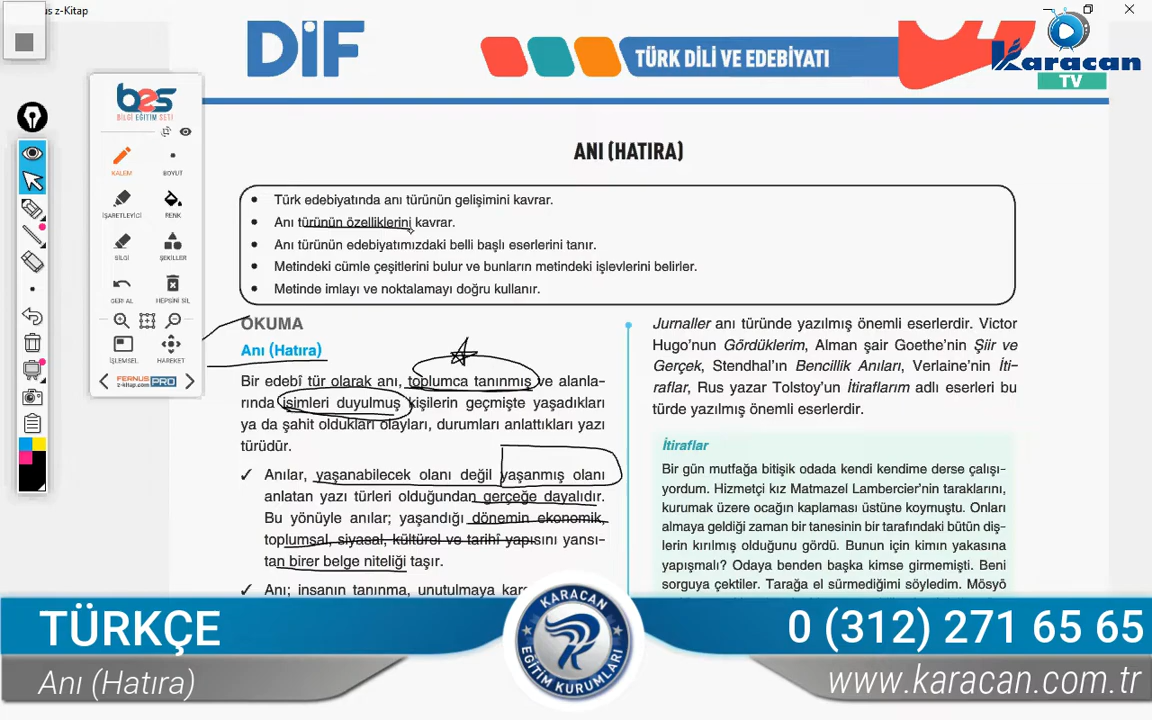 us z-Kitap
DİF
TÜRK DİLİ VE EDEBİYATI
Karacan
TV
b2s
BİLGİ EĞİTİM SETİ
KALEM
BOYUT
İŞARETLEYİCİ
RENK
SİLGİ
ŞEKİLLER
GERİ AL
HEPSİNİ SİL
İŞLEMSEL
HAREKET
FERNUS PRO
z-kitap.com
ANI (HATIRA)
• Türk edebiyatında anı türünün gelişimini kavrar.
• Anı türünün özelliklerini kavrar.
• Anı türünün edebiyatımızdaki belli başlı eserlerini tanır.
• Metindeki cümle çeşitlerini bulur ve bunların metindeki işlevlerini belirler.
• Metinde imlayı ve noktalamayı doğru kullanır.
OKUMA
Anı (Hatıra)
Bir edebî tür olarak anı, toplumca tanınmış ve alanla-
rında isimleri duyulmuş kişilerin geçmişte yaşadıkları
ya da şahit oldukları olayları, durumları anlattıkları yazı
türüdür.
✓ Anılar, yaşanabilecek olanı değil yaşanmış olanı
anlatan yazı türleri olduğundan gerçeğe dayalıdır.
Bu yönüyle anılar; yaşandığı dönemin ekonomik,
toplumsal, siyasal, kültürel ve tarihî yapısını yansı-
tan birer belge niteliği taşır.
✓ Anı; insanın tanınma, unutulmaya
Jurnaller anı türünde yazılmış önemli eserlerdir. Victor
Hugo'nun Gördüklerim, Alman şair Goethe'nin Şiir ve
Gerçek, Stendhal'ın Bencillik Anıları, Verlaine'nin İti-
raflar, Rus yazar Tolstoy'un İtiraflarım adlı eserleri bu
türde yazılmış önemli eserlerdir.
İtiraflar
Bir gün mutfağa bitişik odada kendi kendime derse çalışı-
yordum. Hizmetçi kız Matmazel Lambercier'nin taraklarını,
kurumak üzere ocağın kaplaması üstüne koymuştu. Onları
almaya geldiği zaman bir tanesinin bir tarafındaki bütün diş-
lerin kırılmış olduğunu gördü. Bunun için kimin yakasına
yapışmalı? Odaya benden başka kimse girmemişti. Beni
sorguya çektiler. Tarağa el sürmediğimi söyledim. Mösyö
TÜRKÇE
Anı (Hatıra)
KARACAN
EĞİTİM KURUMLARI
0 (312) 271 65 65
www.karacan.com.tr